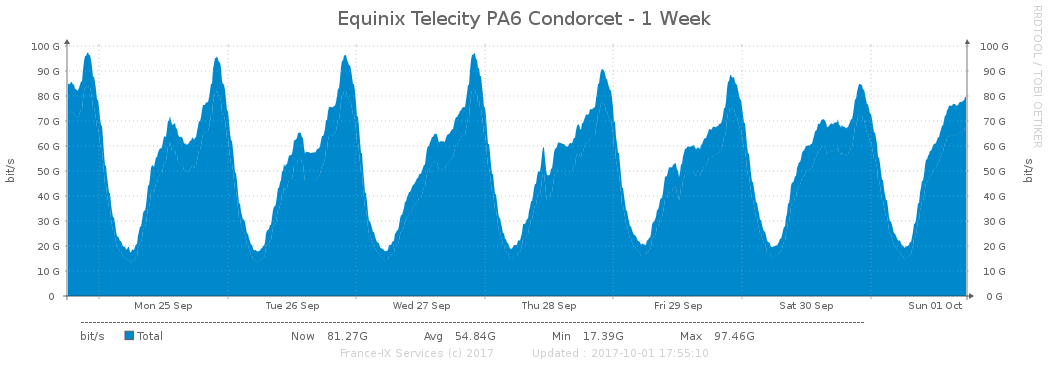 Equinix Telecity PA6 Condorcet - 1 Week
RRDTOOL / TOBI OETIKER
bit/s
100 G
90 G
80 G
70 G
60 G
50 G
40 G
30 G
20 G
10 G
0
100 G
90 G
80 G
70 G
60 G
50 G
40 G
30 G
20 G
10 G
0 G
bit/s
Mon 25 Sep Tue 26 Sep Wed 27 Sep Thu 28 Sep Fri 29 Sep Sat 30 Sep Sun 01 Oct
bit/s Total Now 81.27G Avg 54.84G Min 17.39G Max 97.46G
France-IX Services (c) 2017 Updated : 2017-10-01 17:55:10